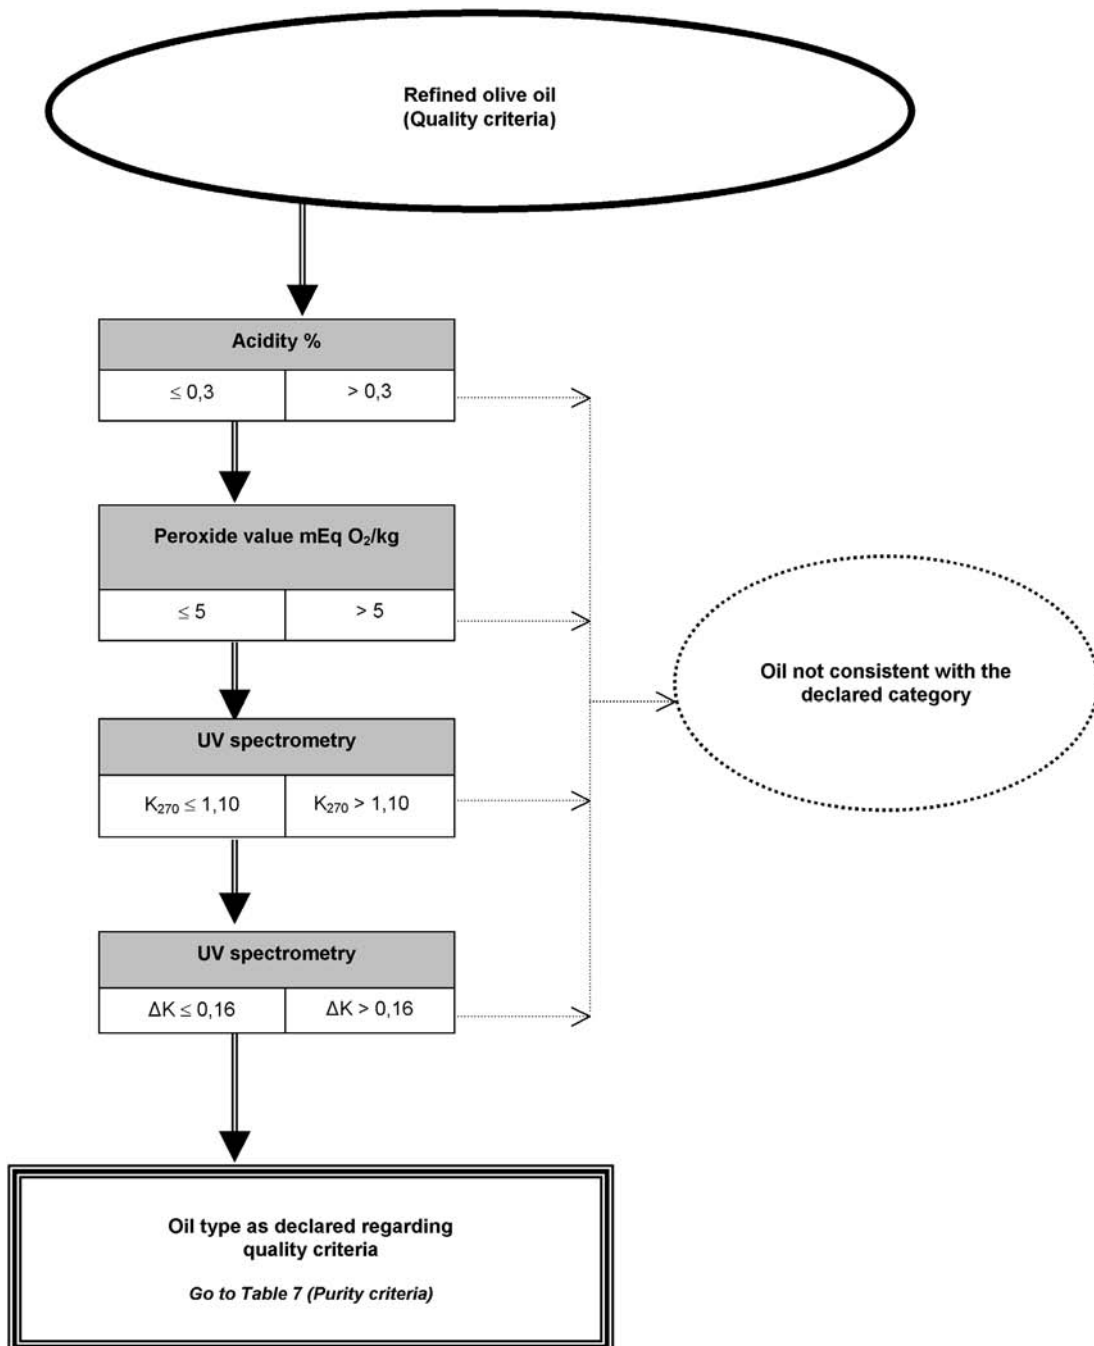 Refined olive oil
(Quality criteria)
Acidity %
≤ 0,3
> 0,3
Peroxide value mEq O₂/kg
≤ 5
> 5
UV spectrometry
K₂₇₀ ≤ 1,10
K₂₇₀ > 1,10
UV spectrometry
ΔK ≤ 0,16
ΔK > 0,16
Oil not consistent with the
declared category
Oil type as declared regarding
quality criteria
Go to Table 7 (Purity criteria)